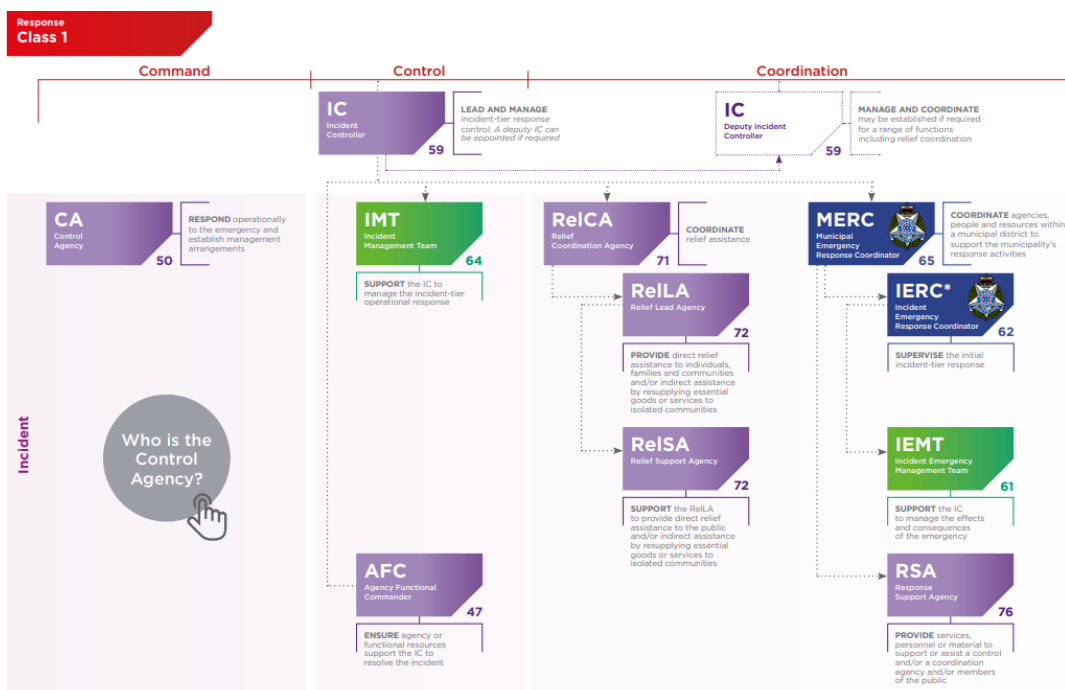 Response
Class 1
Command
Control
Coordination
IC
Incident
Controller
59
LEAD AND MANAGE
incident-tier response
control. A deputy IC can
be appointed if required
IC
Deputy Incident
Controller
59
MANAGE AND COORDINATE
may be established if required
for a range of functions
including relief coordination
Incident
CA
Control
Agency
50
RESPOND operationally
to the emergency and
establish management
arrangements
Who is the
Control
Agency?
IMT
Incident
Management Team
64
SUPPORT the IC to
manage the incident-tier
operational response
AFC
Agency Functional
Commander
47
ENSURE agency or
functional resources
support the IC to
resolve the incident
RelCA
Relief
Coordination Agency
71
COORDINATE
relief assistance
RelLA
Relief Lead Agency
72
PROVIDE direct relief
assistance to individuals,
families and communities
and/or indirect assistance
by resupplying essential
goods or services to
isolated communities
RelSA
Relief Support Agency
72
SUPPORT the RelLA
to provide direct relief
assistance to the public
and/or indirect assistance
by resupplying essential
goods or services to
isolated communities
MERC
Municipal
Emergency
Response Coordinator
65
COORDINATE agencies,
people and resources within
a municipal district to
support the municipality's
response activities
IERC*
Incident
Emergency
Response Coordinator
62
SUPERVISE the initial
incident-tier response
IEMT
Incident Emergency
Management Team
61
SUPPORT the IC
to manage the effects
and consequences
of the emergency
RSA
Response
Support Agency
76
PROVIDE services,
personnel or material to
support or assist a control
and/or a coordination
agency and/or members
of the public